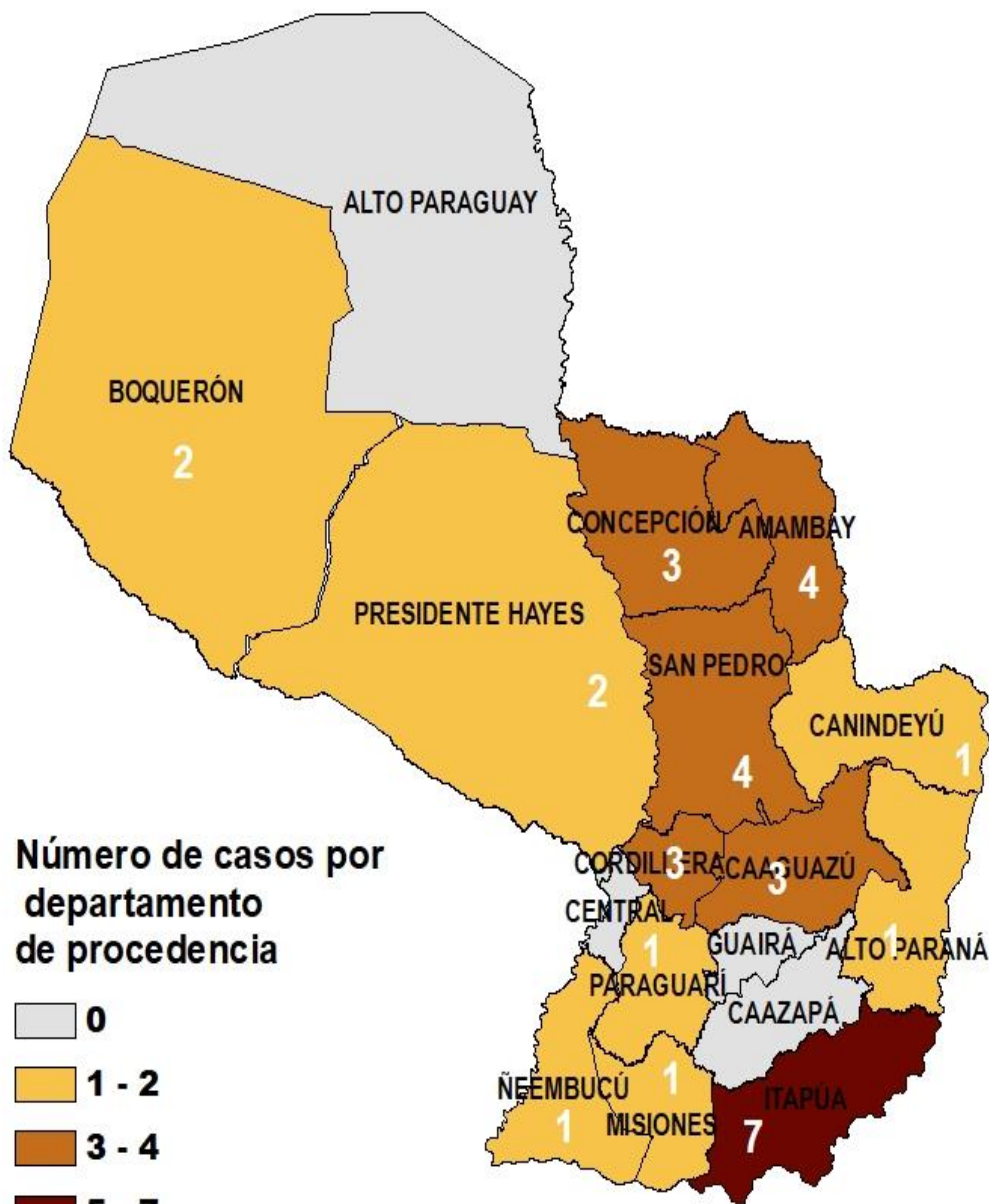 ALTO PARAGUAY
BOQUERÓN
2
CONCEPCIÓN
3
AMAMBAY
4
PRESIDENTE HAYES
2
SAN PEDRO
4
CANINDEYÚ
1
CORDILLERA
3
CAAGUAZÚ
3
CENTRAL
GUAIRÁ
ALTO PARANÁ
1
PARAGUARÍ
1
CAAZAPÁ
ÑEEMBUCÚ
1
MISIONES
1
ITAPÚA
7
Número de casos por
departamento
de procedencia
0
1 - 2
3 - 4